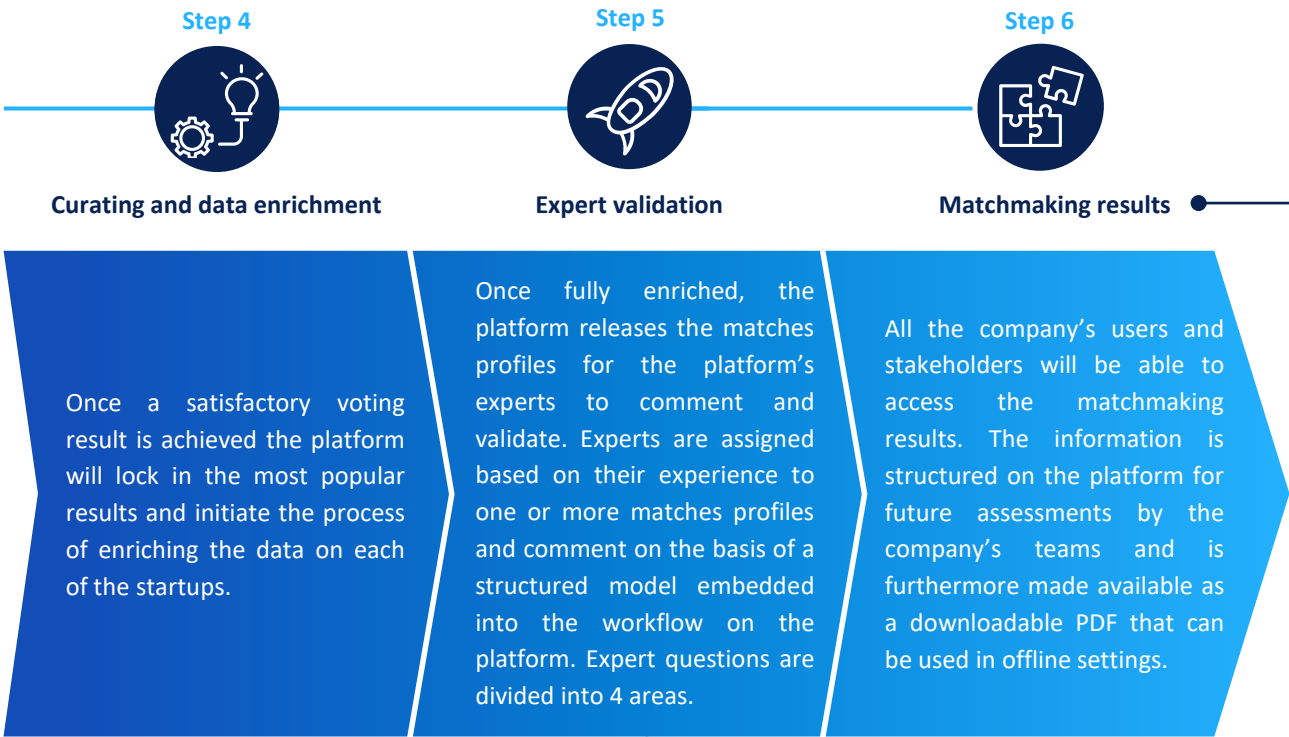 Step 4
Step 5
Step 6
Curating and data enrichment
Expert validation
Matchmaking results
Once a satisfactory voting
result is achieved the platform
will lock in the most popular
results and initiate the process
of enriching the data on each
of the startups.
Once fully enriched, the
platform releases the matches
profiles for the platform’s
experts to comment and
validate. Experts are assigned
based on their experience to
one or more matches profiles
and comment on the basis of a
structured model embedded
into the workflow on the
platform. Expert questions are
divided into 4 areas.
All the company’s users and
stakeholders will be able to
access the matchmaking
results. The information is
structured on the platform for
future assessments by the
company’s teams and is
furthermore made available as
a downloadable PDF that can
be used in offline settings.